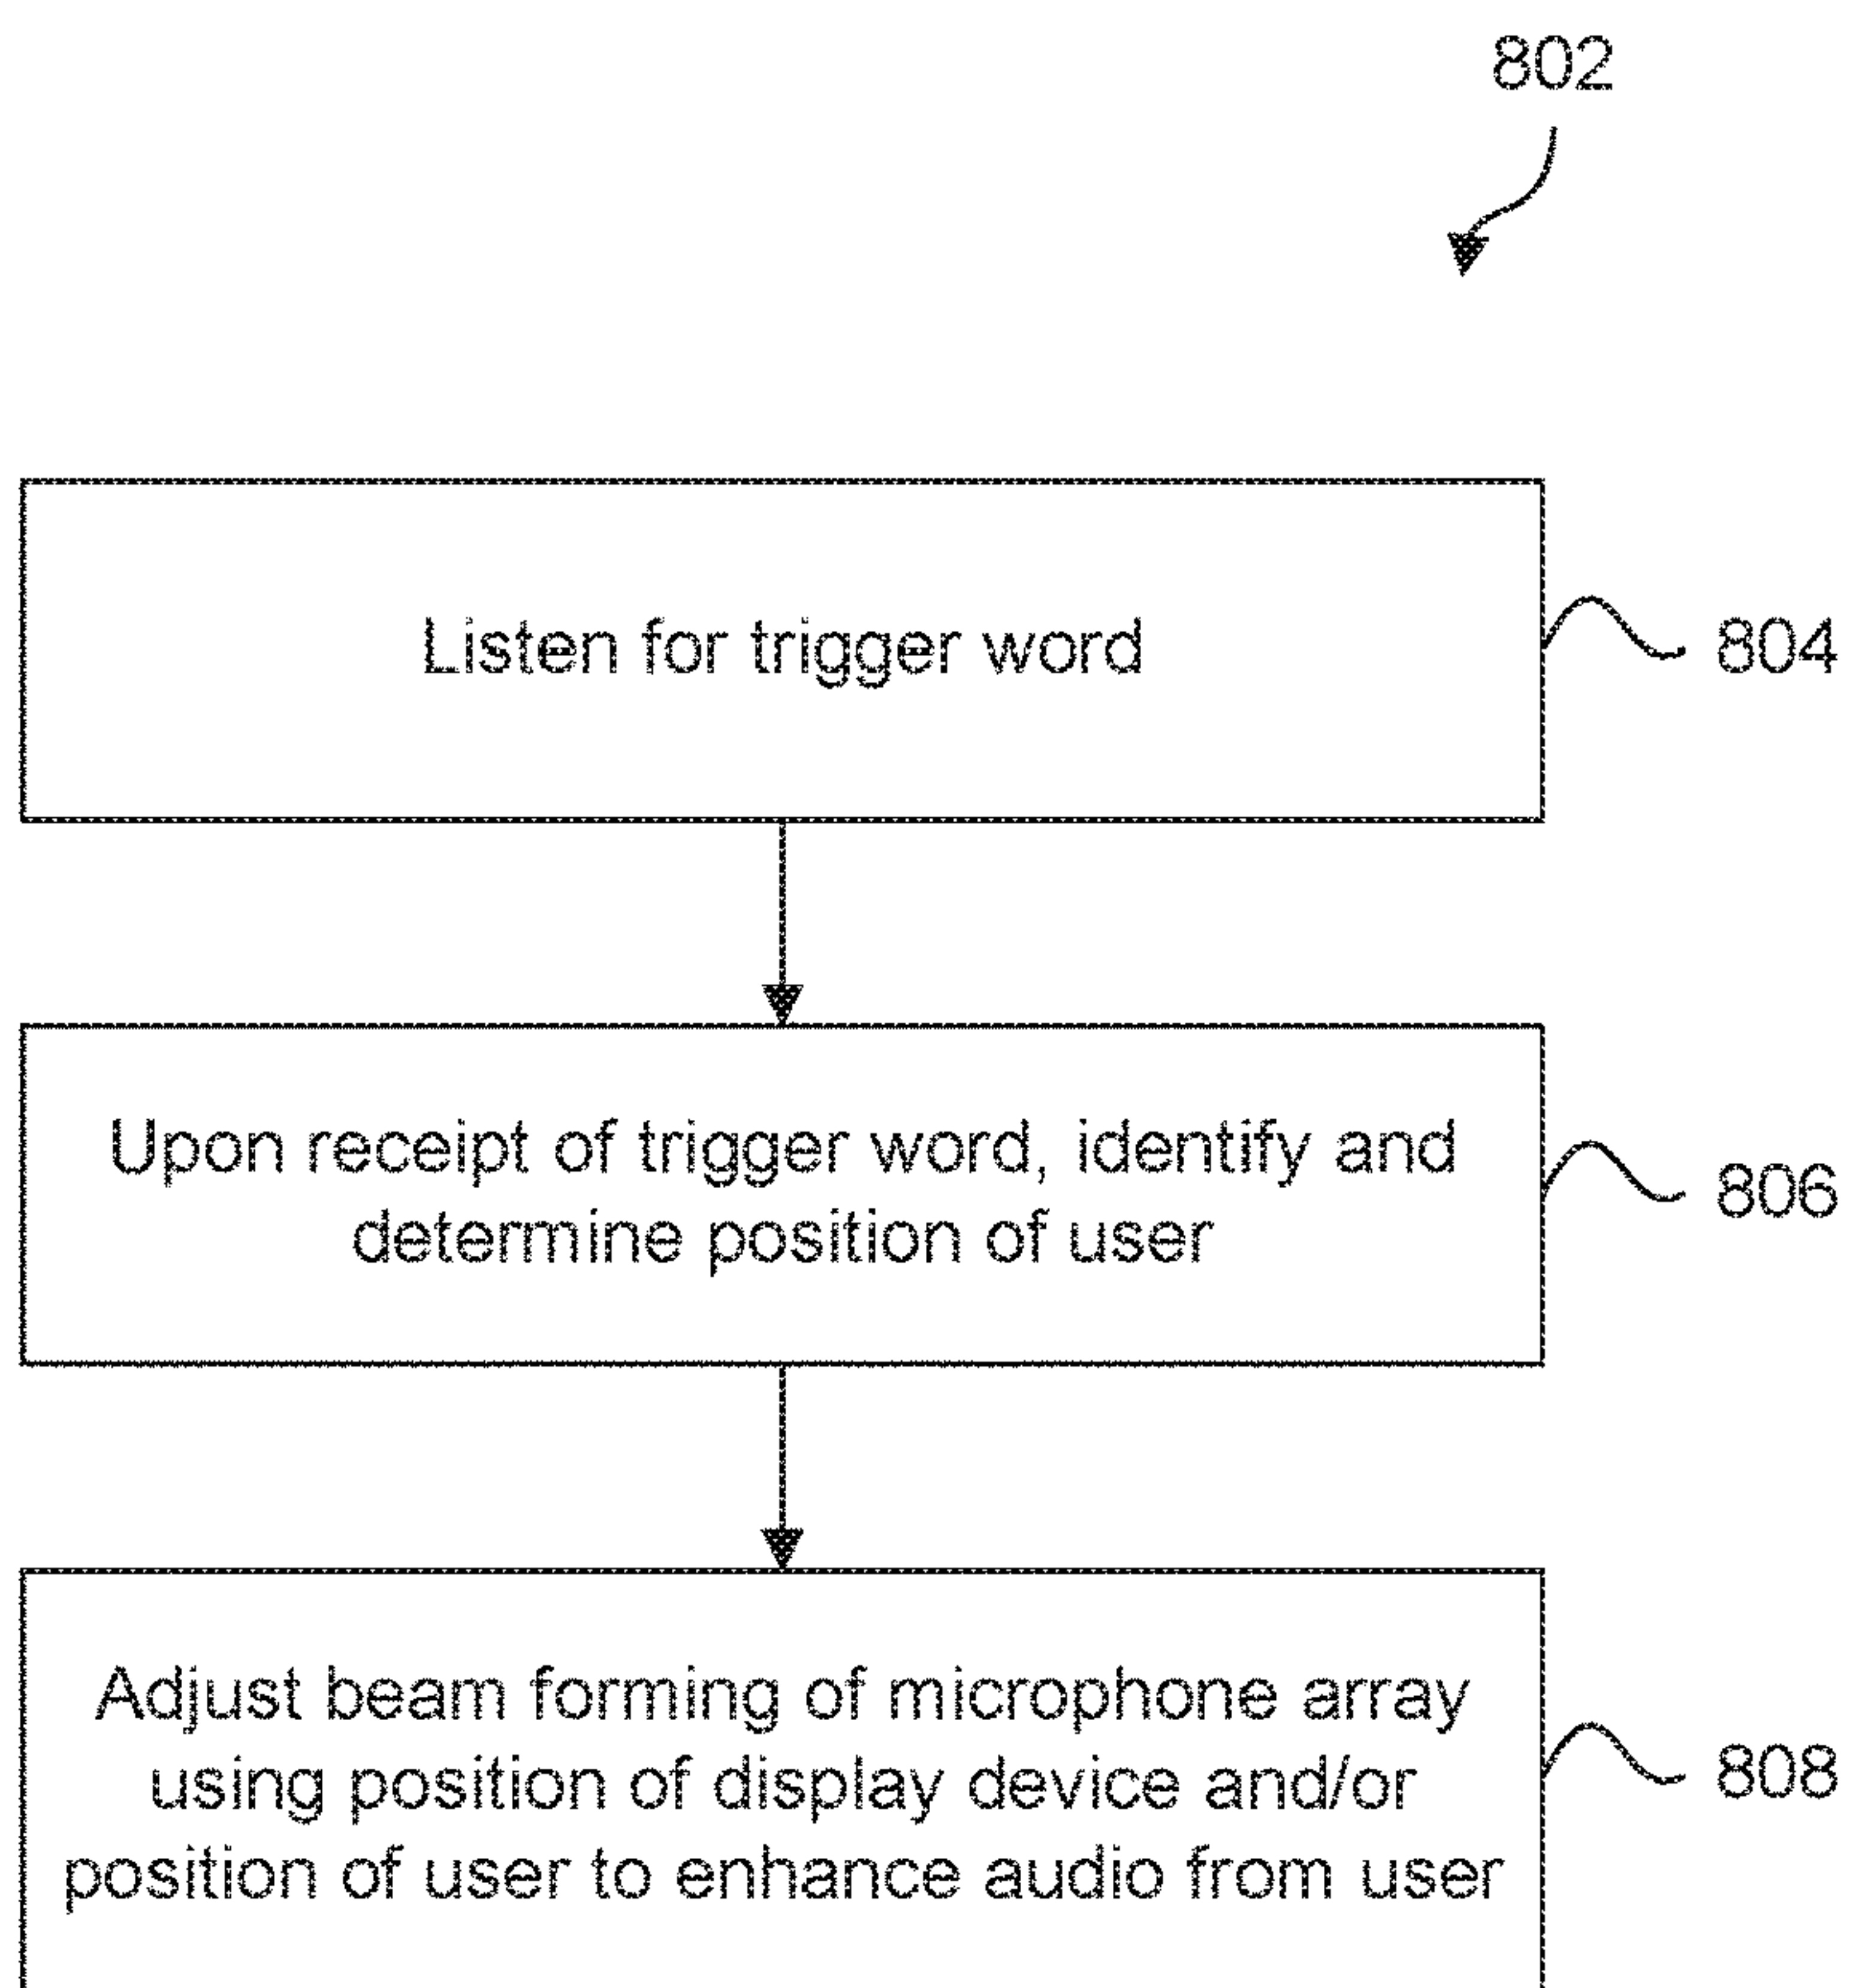 802
Listen for trigger word
804
Upon receipt of trigger word, identify and
determine position of user
806
Adjust beam forming of microphone array
using position of display device and/or
position of user to enhance audio from user
808